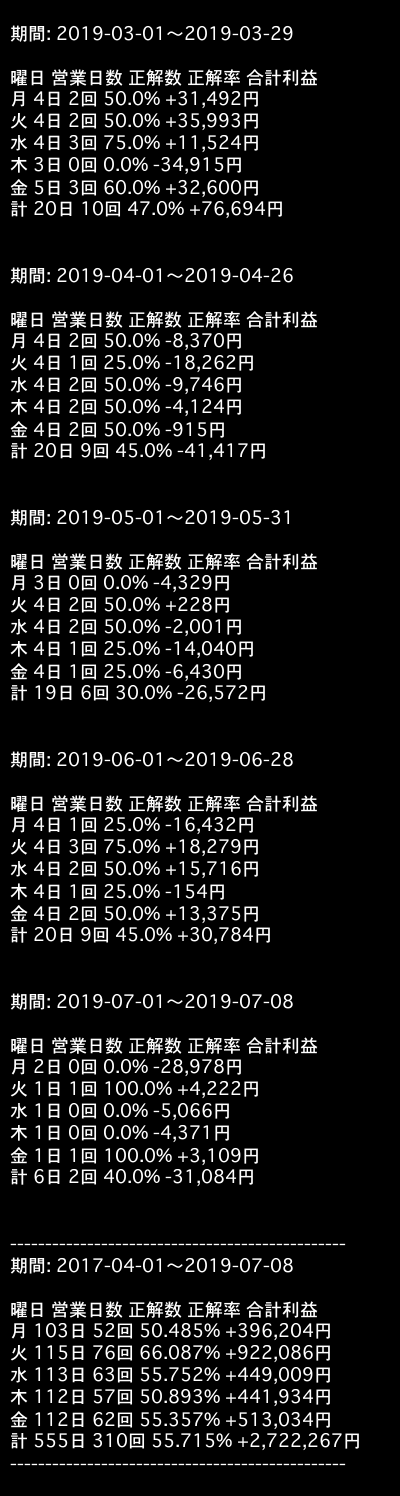 期間: 2019-03-01〜2019-03-29
曜日 営業日数 正解数 正解率 合計利益
月 4日 2回 50.0% +31,492円
火 4日 2回 50.0% +35,993円
水 4日 3回 75.0% +11,524円
木 3日 0回 0.0% -34,915円
金 5日 3回 60.0% +32,600円
計 20日 10回 47.0% +76,694円
期間: 2019-04-01〜2019-04-26
曜日 営業日数 正解数 正解率 合計利益
月 4日 2回 50.0% -8,370円
火 4日 1回 25.0% -18,262円
水 4日 2回 50.0% -9,746円
木 4日 2回 50.0% -4,124円
金 4日 2回 50.0% -915円
計 20日 9回 45.0% -41,417円
期間: 2019-05-01〜2019-05-31
曜日 営業日数 正解数 正解率 合計利益
月 3日 0回 0.0% -4,329円
火 4日 2回 50.0% +228円
水 4日 2回 50.0% -2,001円
木 4日 1回 25.0% -14,040円
金 4日 1回 25.0% -6,430円
計 19日 6回 30.0% -26,572円
期間: 2019-06-01〜2019-06-28
曜日 営業日数 正解数 正解率 合計利益
月 4日 1回 25.0% -16,432円
火 4日 3回 75.0% +18,279円
水 4日 2回 50.0% +15,716円
木 4日 1回 25.0% -154円
金 4日 2回 50.0% +13,375円
計 20日 9回 45.0% +30,784円
期間: 2019-07-01〜2019-07-08
曜日 営業日数 正解数 正解率 合計利益
月 2日 0回 0.0% -28,978円
火 1日 1回 100.0% +4,222円
水 1日 0回 0.0% -5,066円
木 1日 0回 0.0% -4,371円
金 1日 1回 100.0% +3,109円
計 6日 2回 40.0% -31,084円
------------------------------------------------
期間: 2017-04-01〜2019-07-08
曜日 営業日数 正解数 正解率 合計利益
月 103日 52回 50.485% +396,204円
火 115日 76回 66.087% +922,086円
水 113日 63回 55.752% +449,009円
木 112日 57回 50.893% +441,934円
金 112日 62回 55.357% +513,034円
計 555日 310回 55.715% +2,722,267円
------------------------------------------------